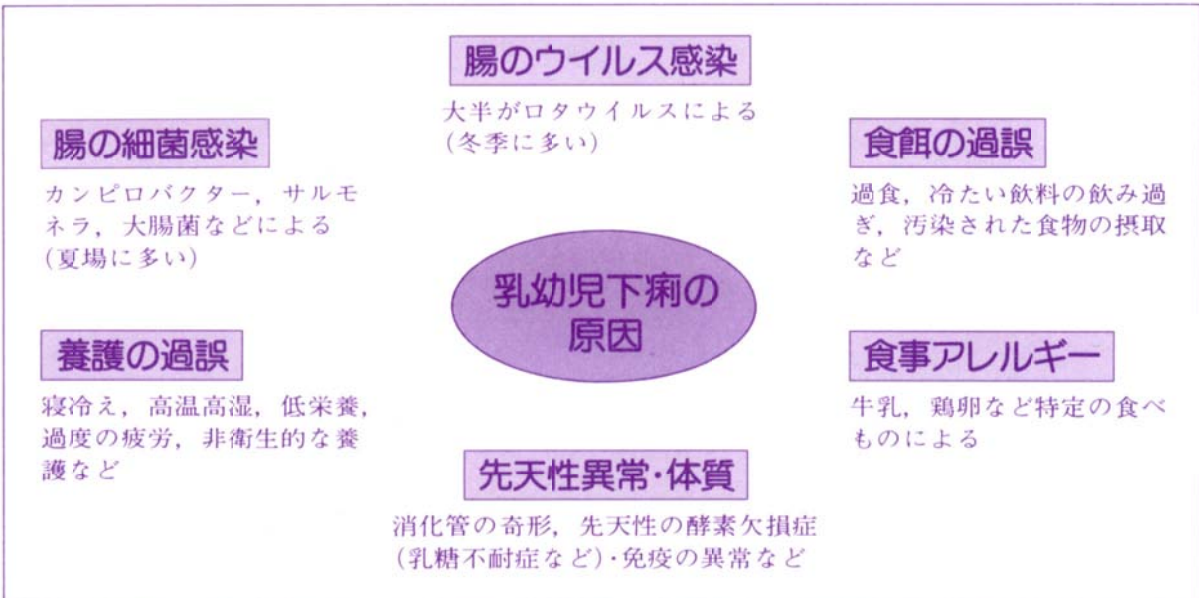 腸のウイルス感染
大半がロタウイルスによる
(冬季に多い)
腸の細菌感染
カンピロバクター，サルモ
ネラ，大腸菌などによる
(夏場に多い)
食餌の過誤
過食，冷たい飲料の飲み過
ぎ，汚染された食物の摂取
など
乳幼児下痢の
原因
養護の過誤
寝冷え，高温高湿，低栄養，
過度の疲労，非衛生的な養
護など
食事アレルギー
牛乳，鶏卵など特定の食べ
ものによる
先天性異常・体質
消化管の奇形，先天性の酵素欠損症
(乳糖不耐症など)・免疫の異常など